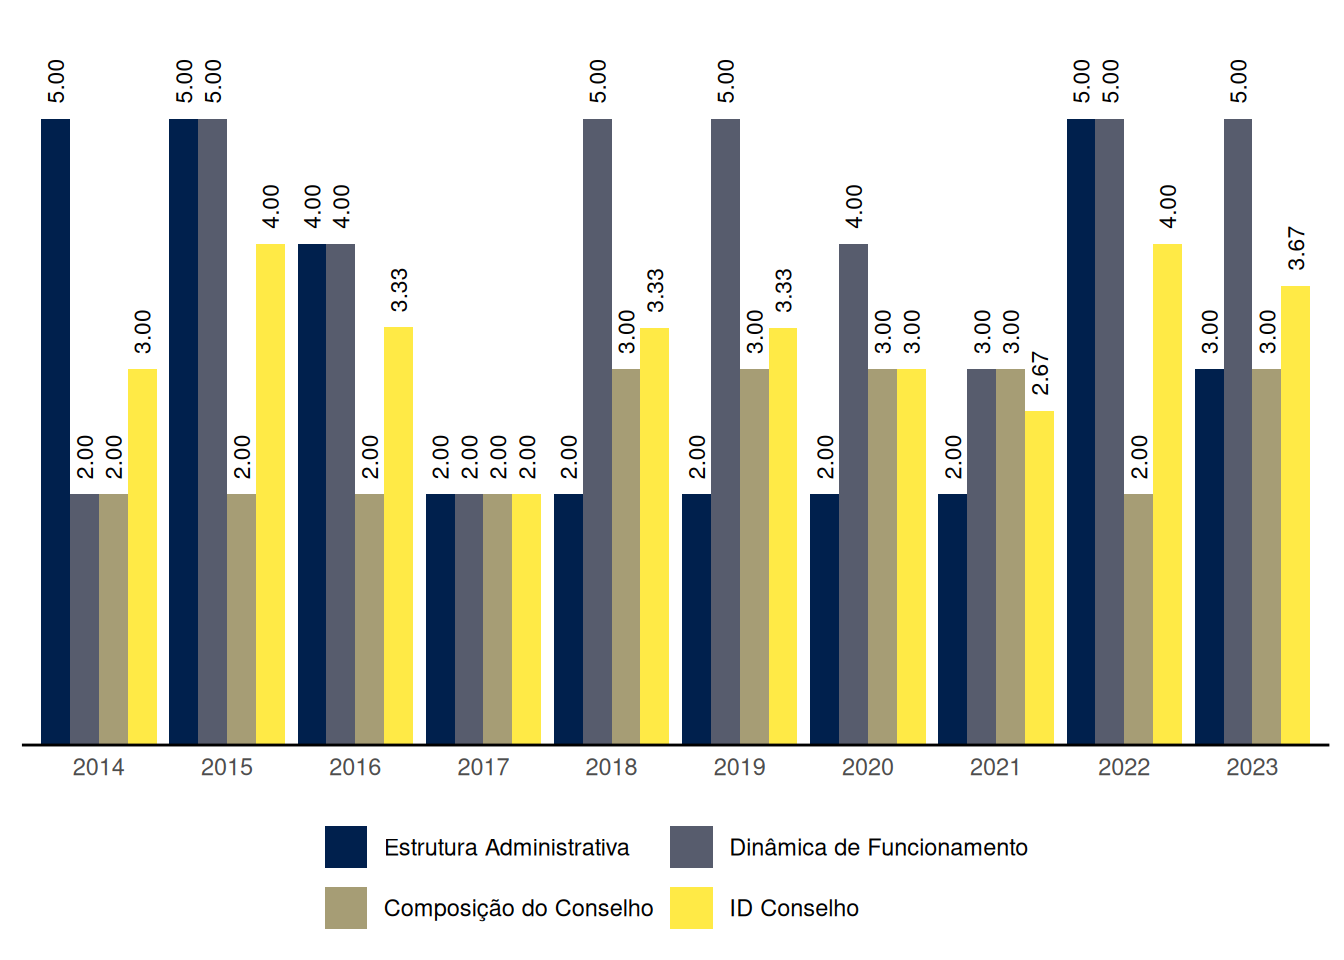 5.00 5.00 5.00 5.00 5.00 5.00 5.00 5.00
4.00 4.00 4.00 4.00 4.00
3.67
3.33 3.33 3.33
3.00 3.00 3.00 3.00 3.00 3.00 3.00 3.00 3.00
2.67
2.00 2.00 2.00 2.00 2.00 2.00 2.00 2.00 2.00 2.00 2.00 2.00 2.00
2014 2015 2016 2017 2018 2019 2020 2021 2022 2023
Estrutura Administrativa Dinâmica de Funcionamento
Composição do Conselho ID Conselho